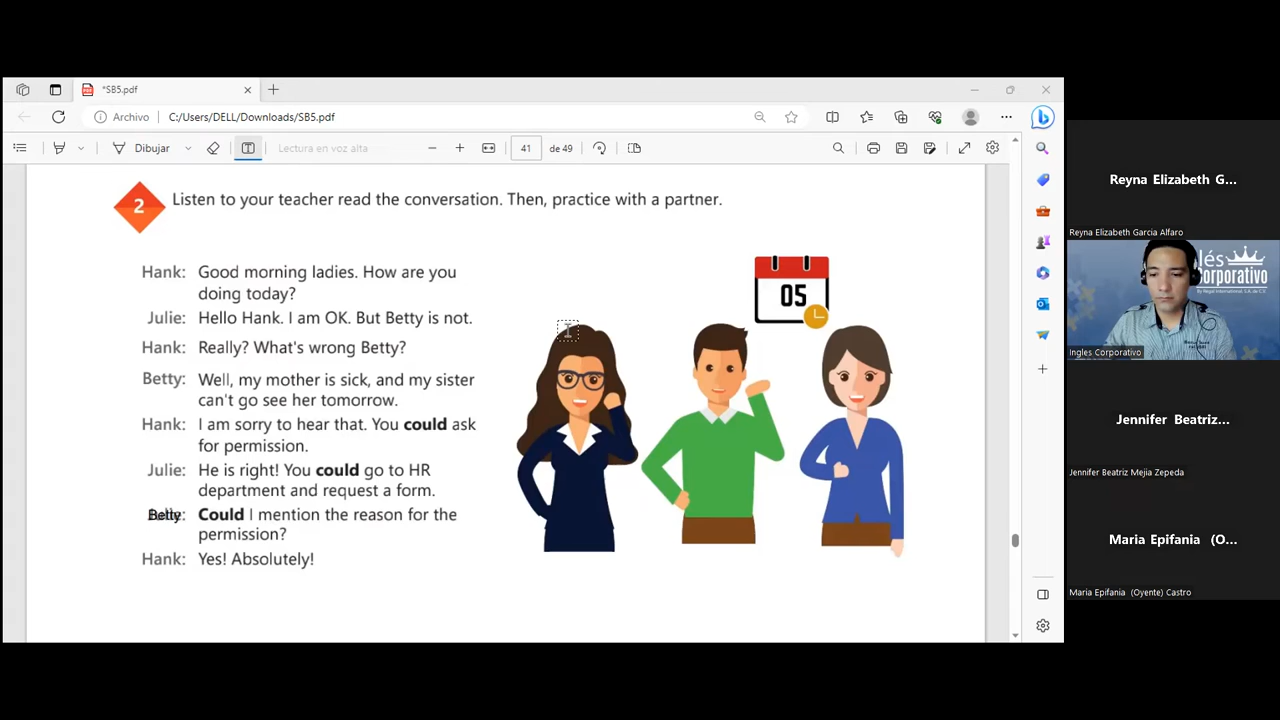 *SB5.pdf
Archivo
C:/Users/DELL/Downloads/SB5.pdf
Dibujar
Lectura en voz alta
41
de 49
2
Listen to your teacher read the conversation. Then, practice with a partner.
Hank: Good morning ladies. How are you
doing today?
Julie: Hello Hank. I am OK. But Betty is not.
Hank: Really? What's wrong Betty?
Betty: Well, my mother is sick, and my sister
can't go see her tomorrow.
Hank: I am sorry to hear that. You could ask
for permission.
Julie: He is right! You could go to HR
department and request a form.
Betty: Could I mention the reason for the
permission?
Hank: Yes! Absolutely!
05
Reyna Elizabeth G...
Reyna Elizabeth Garcia Alfaro
lés
Corporativo
Ingles Corporativo
Jennifer Beatriz...
Jennifer Beatriz Mejia Zepeda
Maria Epifania (O...
Maria Epifania (Oyente) Castro